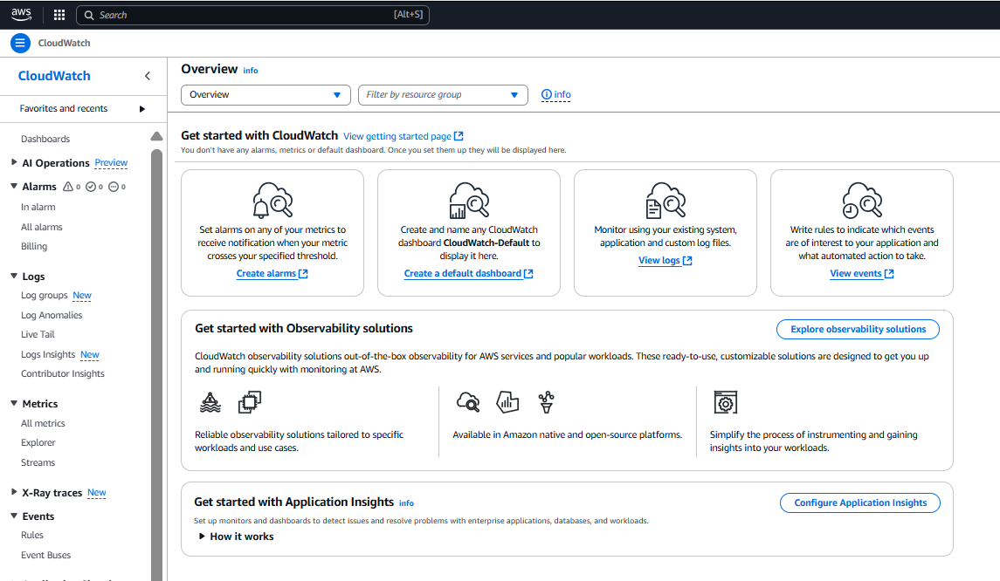 aws
Search [Alt+S]
CloudWatch
CloudWatch
Favorites and recents
Dashboards
AI Operations Preview
Alarms 0 0 0
In alarm
All alarms
Billing
Logs
Log groups New
Log Anomalies
Live Tail
Logs Insights New
Contributor Insights
Metrics
All metrics
Explorer
Streams
X-Ray traces New
Events
Rules
Event Buses
Overview info
Overview
Filter by resource group
info
Get started with CloudWatch View getting started page
You don't have any alarms, metrics or default dashboard. Once you set them up they will be displayed here.
Set alarms on any of your metrics to
receive notification when your metric
crosses your specified threshold.
Create alarms
Create and name any CloudWatch
dashboard CloudWatch-Default to
display it here.
Create a default dashboard
Monitor using your existing system,
application and custom log files.
View logs
Write rules to indicate which events
are of interest to your application and
what automated action to take.
View events
Get started with Observability solutions
Explore observability solutions
CloudWatch observability solutions out-of-the-box observability for AWS services and popular workloads. These ready-to-use, customizable solutions are designed to get you up
and running quickly with monitoring at AWS.
Reliable observability solutions tailored to specific
workloads and use cases.
Available in Amazon native and open-source platforms.
Simplify the process of instrumenting and gaining
insights into your workloads.
Get started with Application Insights info
Configure Application Insights
Set up monitors and dashboards to detect issues and resolve problems with enterprise applications, databases, and workloads.
How it works